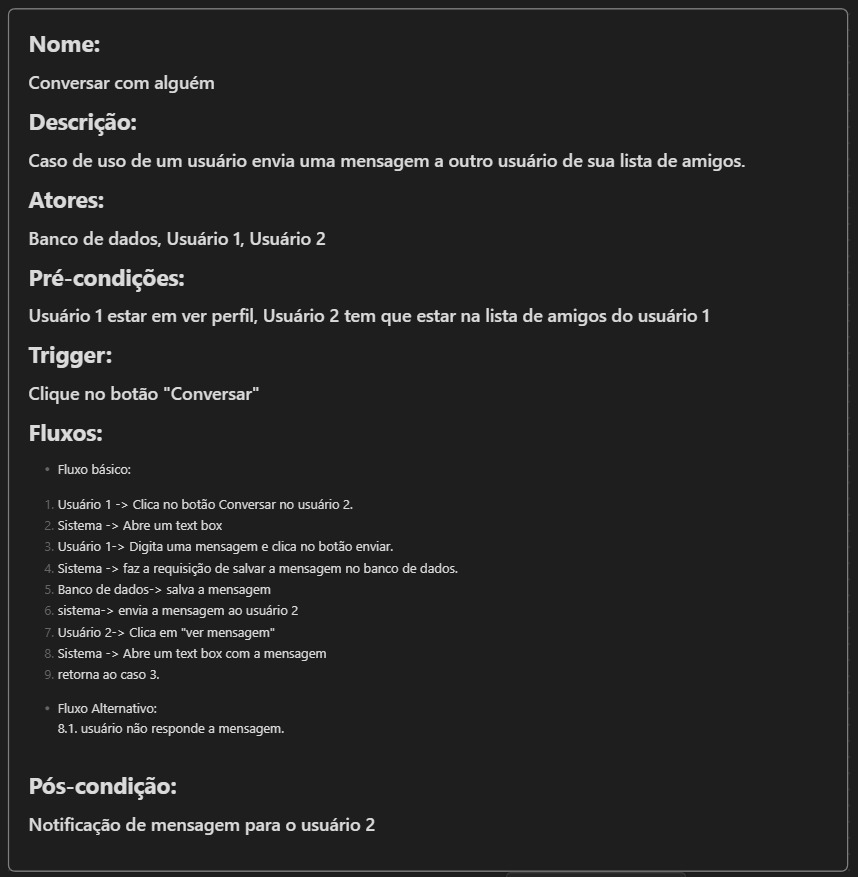 Nome:
Conversar com alguém
Descrição:
Caso de uso de um usuário envia uma mensagem a outro usuário de sua lista de amigos.
Atores:
Banco de dados, Usuário 1, Usuário 2
Pré-condições:
Usuário 1 estar em ver perfil, Usuário 2 tem que estar na lista de amigos do usuário 1
Trigger:
Clique no botão "Conversar"
Fluxos:
• Fluxo básico:
1. Usuário 1 -> Clica no botão Conversar no usuário 2.
2. Sistema -> Abre um text box
3. Usuário 1-> Digita uma mensagem e clica no botão enviar.
4. Sistema -> faz a requisição de salvar a mensagem no banco de dados.
5. Banco de dados-> salva a mensagem
6. sistema-> envia a mensagem ao usuário 2
7. Usuário 2-> Clica em "ver mensagem"
8. Sistema -> Abre um text box com a mensagem
9. retorna ao caso 3.
• Fluxo Alternativo:
8.1. usuário não responde a mensagem.
Pós-condição:
Notificação de mensagem para o usuário 2